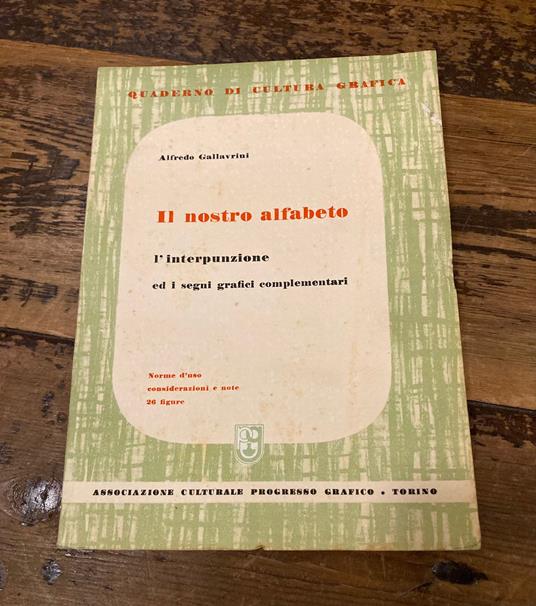 QUADERNO DI CULTURA GRAFICA
Alfredo Gallavrini
Il nostro alfabeto
l'interpunzione
ed i segni grafici complementari
Norme d'uso
considerazioni e note
26 figure
ASSOCIAZIONE CULTURALE PROGRESSO GRAFICO . TORINO